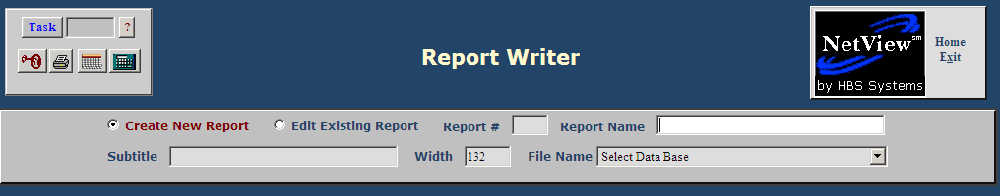 Task ?
Report Writer
NetView sm
by HBS Systems
Home
Exit
Create New Report Edit Existing Report Report # Report Name
Subtitle Width 132 File Name Select Data Base